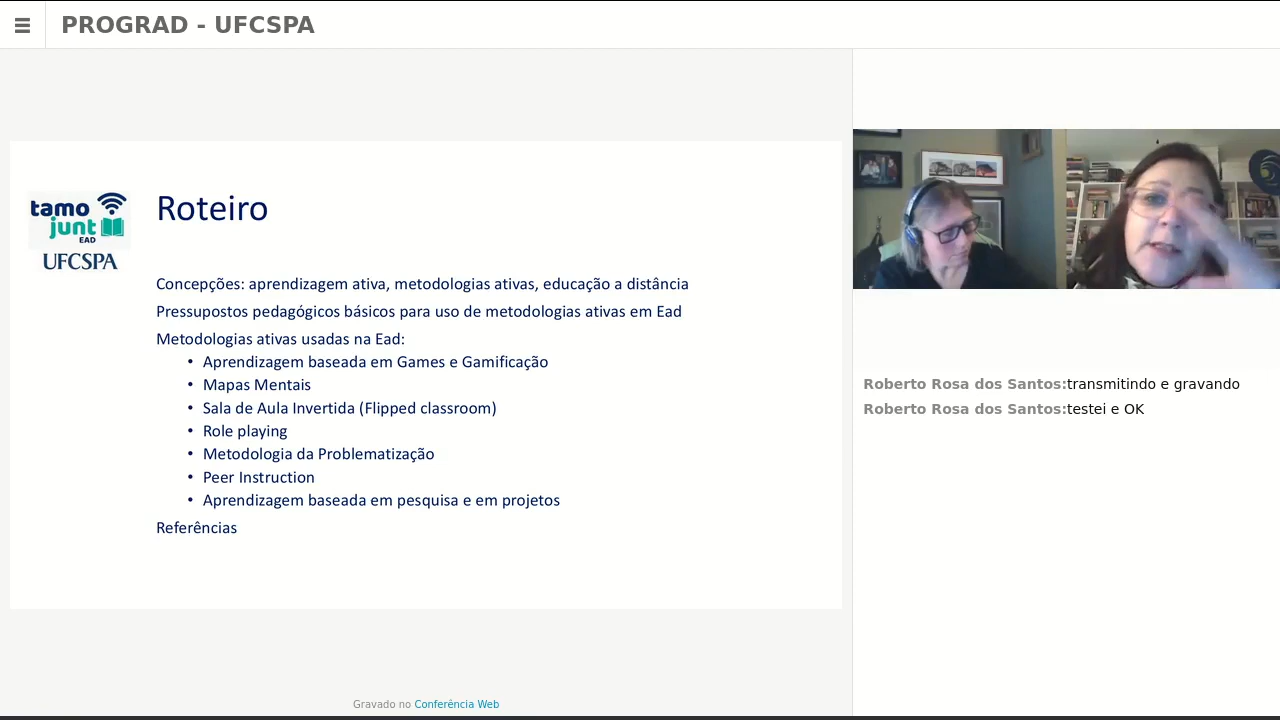 PROGRAD - UFCSPA
tamo
junt
EAD
UFCSPA
Roteiro
Concepções: aprendizagem ativa, metodologias ativas, educação a distância
Pressupostos pedagógicos básicos para uso de metodologias ativas em Ead
Metodologias ativas usadas na Ead:
• Aprendizagem baseada em Games e Gamificação
• Mapas Mentais
• Sala de Aula Invertida (Flipped classroom)
• Role playing
• Metodologia da Problematização
• Peer Instruction
• Aprendizagem baseada em pesquisa e em projetos
Referências
Roberto Rosa dos Santos:transmitindo e gravando
Roberto Rosa dos Santos:testei e OK
Gravado no Conferência Web